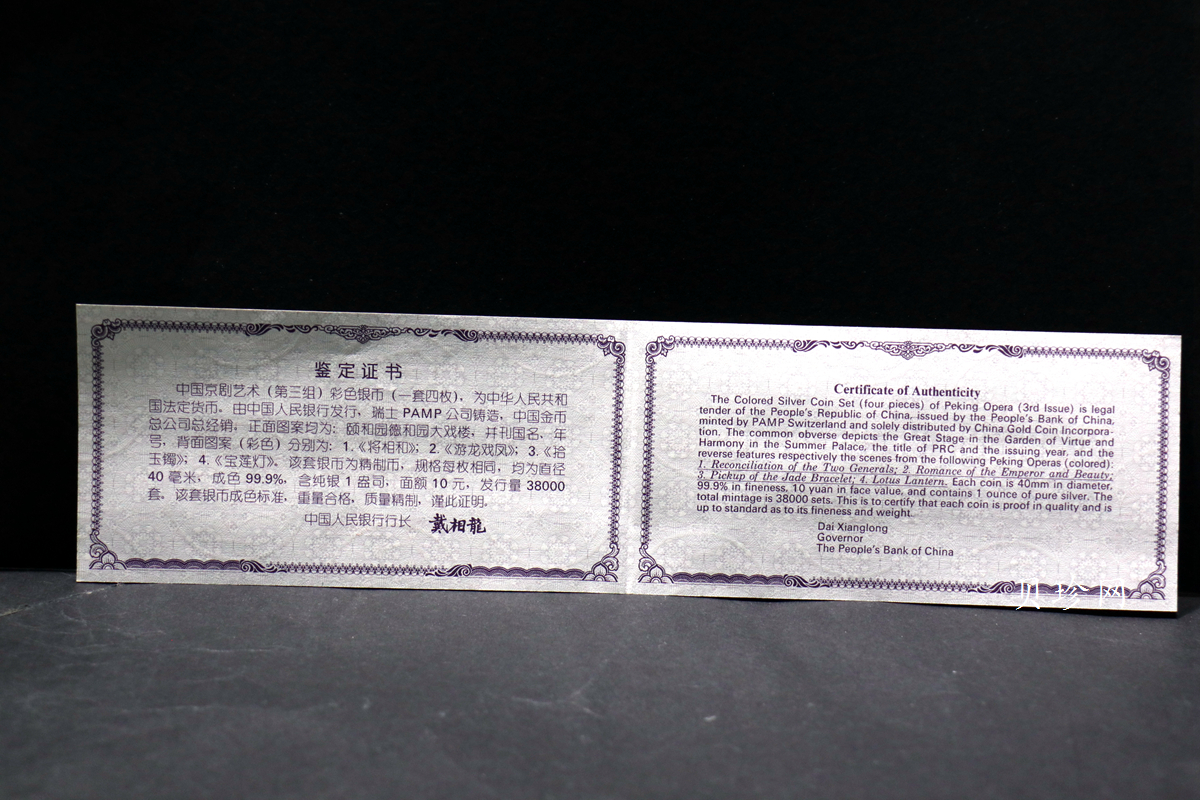 鉴定证书
中国京剧艺术（第三组）彩色银币（一套四枚），为中华人民共和
国法定货币，由中国人民银行发行，瑞士 PAMP 公司铸造，中国金币
总公司总经销，正面图案均为：颐和园德和园大戏楼，并刊国名、年
号，背面图案（彩色）分别为：1.《将相和》；2.《游龙戏凤》；3.《拾
玉镯》；4.《宝莲灯》。该套银币为精制币，规格每枚相同，均为直径
40 毫米，成色 99.9%，含纯银 1 盎司，面额 10 元，发行量 38000
套。该套银币成色标准，重量合格，质量精制，谨此证明。
中国人民银行行长 戴相龍
Certificate of Authenticity
The Colored Silver Coin Set (four pieces) of Peking Opera (3rd Issue) is legal
tender of the People's Republic of China, issued by the People's Bank of China,
minted by PAMP Switzerland and solely distributed by China Gold Coin Incorpora-
tion. The common obverse depicts the Great Stage in the Garden of Virtue and
Harmony in the Summer Palace, the title of PRC and the issuing year, and the
reverse features respectively the scenes from the following Peking Operas (colored):
1. Reconciliation of the Two Generals; 2. Romance of the Emperor and Beauty;
3. Pickup of the Jade Bracelet; 4. Lotus Lantern. Each coin is 40mm in diameter,
99.9% in fineness, 10 yuan in face value, and contains 1 ounce of pure silver. The
total mintage is 38000 sets. This is to certify that each coin is proof in quality and is
up to standard as to its fineness and weight.
Dai Xianglong
Governor
The People's Bank of China
贝珍网